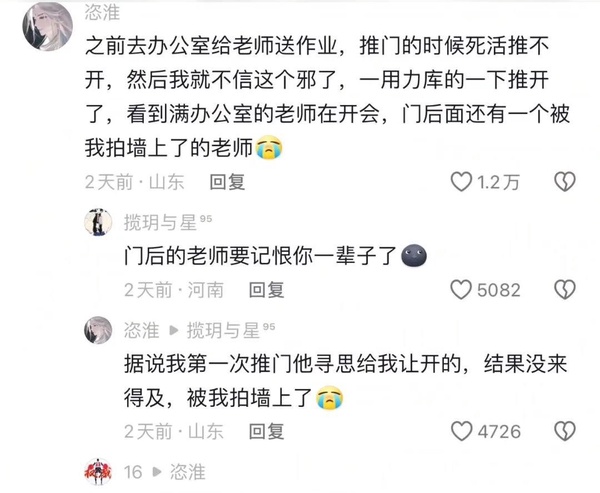 恣淮
之前去办公室给老师送作业，推门的时候死活推不
开，然后我就不信这个邪了，一用力库的一下推开
了，看到满办公室的老师在开会，门后面还有一个被
我拍墙上了的老师😭
2天前·山东 回复 1.2万
揽玥与星95
门后的老师要记恨你一辈子了🌚
2天前·河南 回复 5082
恣淮 ▶ 揽玥与星95
据说我第一次推门他寻思给我让开的，结果没来
得及，被我拍墙上了😭
2天前·山东 回复 4726
16 ▶ 恣淮